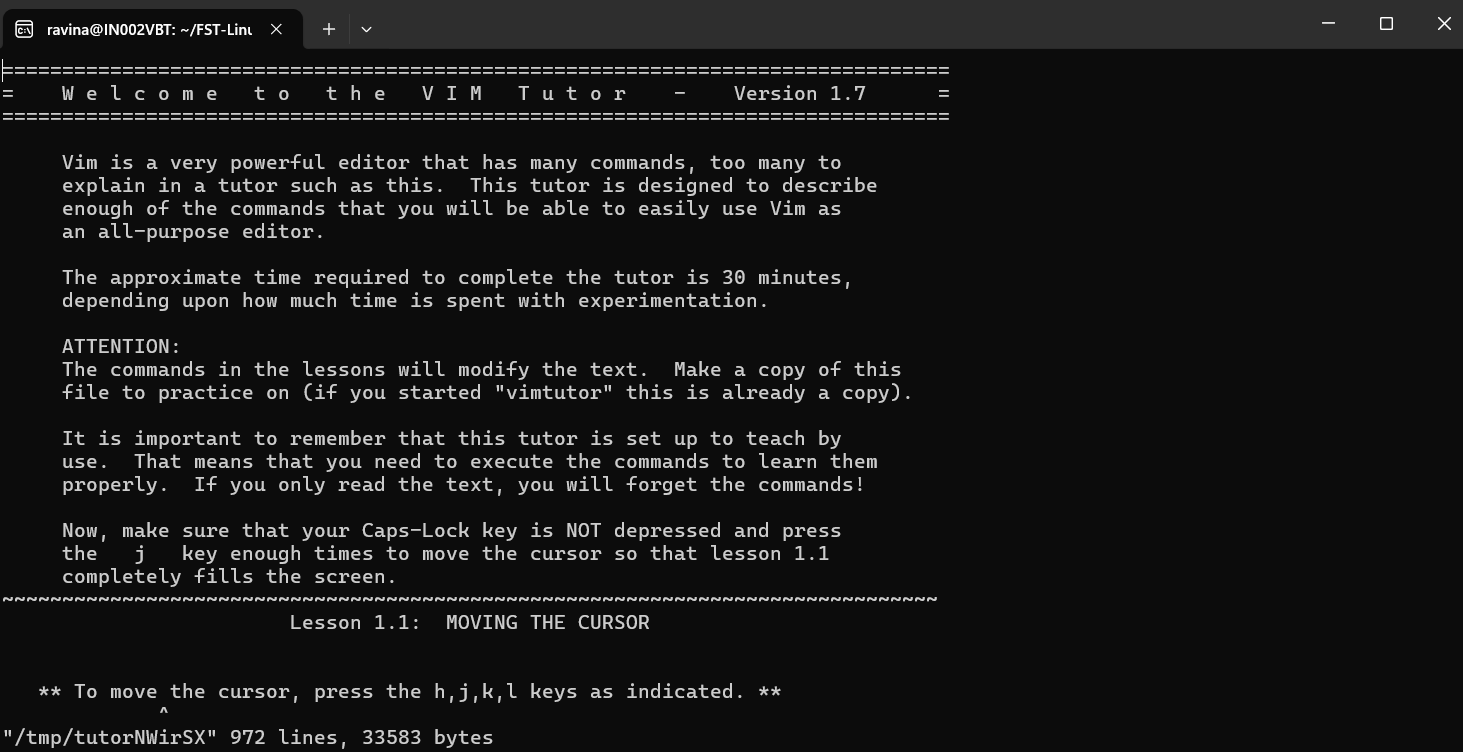 ravina@IN002VBT: ~/FST-Linu
===============================================================================
=    W e l c o m e   t o   t h e   V I M   T u t o r    -    Version 1.7      =
===============================================================================
     Vim is a very powerful editor that has many commands, too many to
     explain in a tutor such as this.  This tutor is designed to describe
     enough of the commands that you will be able to easily use Vim as
     an all-purpose editor.
     The approximate time required to complete the tutor is 30 minutes,
     depending upon how much time is spent with experimentation.
     ATTENTION:
     The commands in the lessons will modify the text.  Make a copy of this
     file to practice on (if you started "vimtutor" this is already a copy).
     It is important to remember that this tutor is set up to teach by
     use.  That means that you need to execute the commands to learn them
     properly.  If you only read the text, you will forget the commands!
     Now, make sure that your Caps-Lock key is NOT depressed and press
     the   j   key enough times to move the cursor so that lesson 1.1
     completely fills the screen.
~~~~~~~~~~~~~~~~~~~~~~~~~~~~~~~~~~~~~~~~~~~~~~~~~~~~~~~~~~~~~~~~~~~~~~~~~~~~~~
                        Lesson 1.1:  MOVING THE CURSOR
   ** To move the cursor, press the h,j,k,l keys as indicated. **
             ^
"/tmp/tutorNWirSX" 972 lines, 33583 bytes